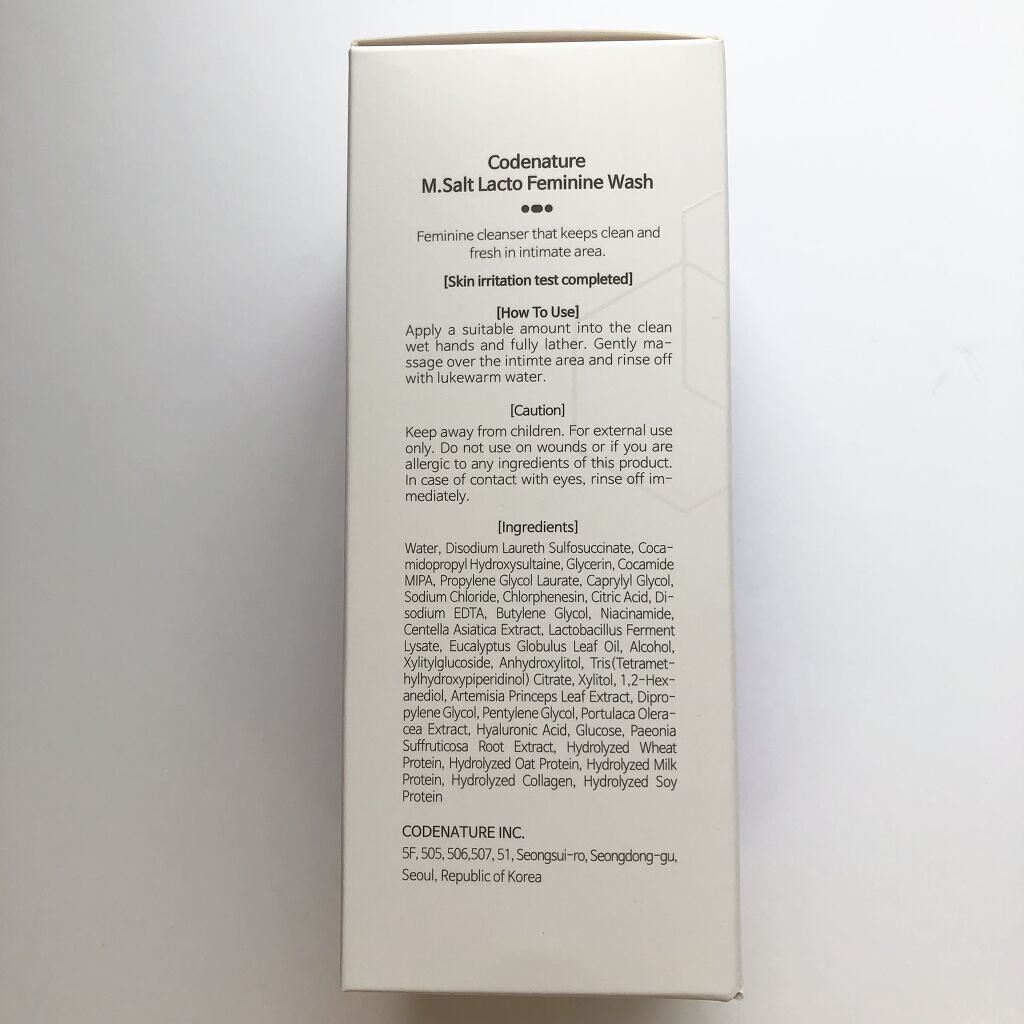 Codenature
M.Salt Lacto Feminine Wash
Feminine cleanser that keeps clean and
fresh in intimate area.
[Skin irritation test completed]
[How To Use]
Apply a suitable amount into the clean
wet hands and fully lather. Gently ma-
ssage over the intimte area and rinse off
with lukewarm water.
[Caution]
Keep away from children. For external use
only. Do not use on wounds or if you are
allergic to any ingredients of this product.
In case of contact with eyes, rinse off im-
mediately.
[Ingredients]
Water, Disodium Laureth Sulfosuccinate, Coca-
midopropyl Hydroxysultaine, Glycerin, Cocamide
MIPA, Propylene Glycol Laurate, Caprylyl Glycol,
Sodium Chloride, Chlorphenesin, Citric Acid, Di-
sodium EDTA, Butylene Glycol, Niacinamide,
Centella Asiatica Extract, Lactobacillus Ferment
Lysate, Eucalyptus Globulus Leaf Oil, Alcohol,
Xylitylglucoside, Anhydroxylitol, Tris(Tetramet-
hylhydroxypiperidinol) Citrate, Xylitol, 1,2-Hex-
anediol, Artemisia Princeps Leaf Extract, Dipro-
pylene Glycol, Pentylene Glycol, Portulaca Olera-
cea Extract, Hyaluronic Acid, Glucose, Paeonia
Suffruticosa Root Extract, Hydrolyzed Wheat
Protein, Hydrolyzed Oat Protein, Hydrolyzed Milk
Protein, Hydrolyzed Collagen, Hydrolyzed Soy
Protein
CODENATURE INC.
5F, 505, 506,507, 51, Seongsui-ro, Seongdong-gu,
Seoul, Republic of Korea